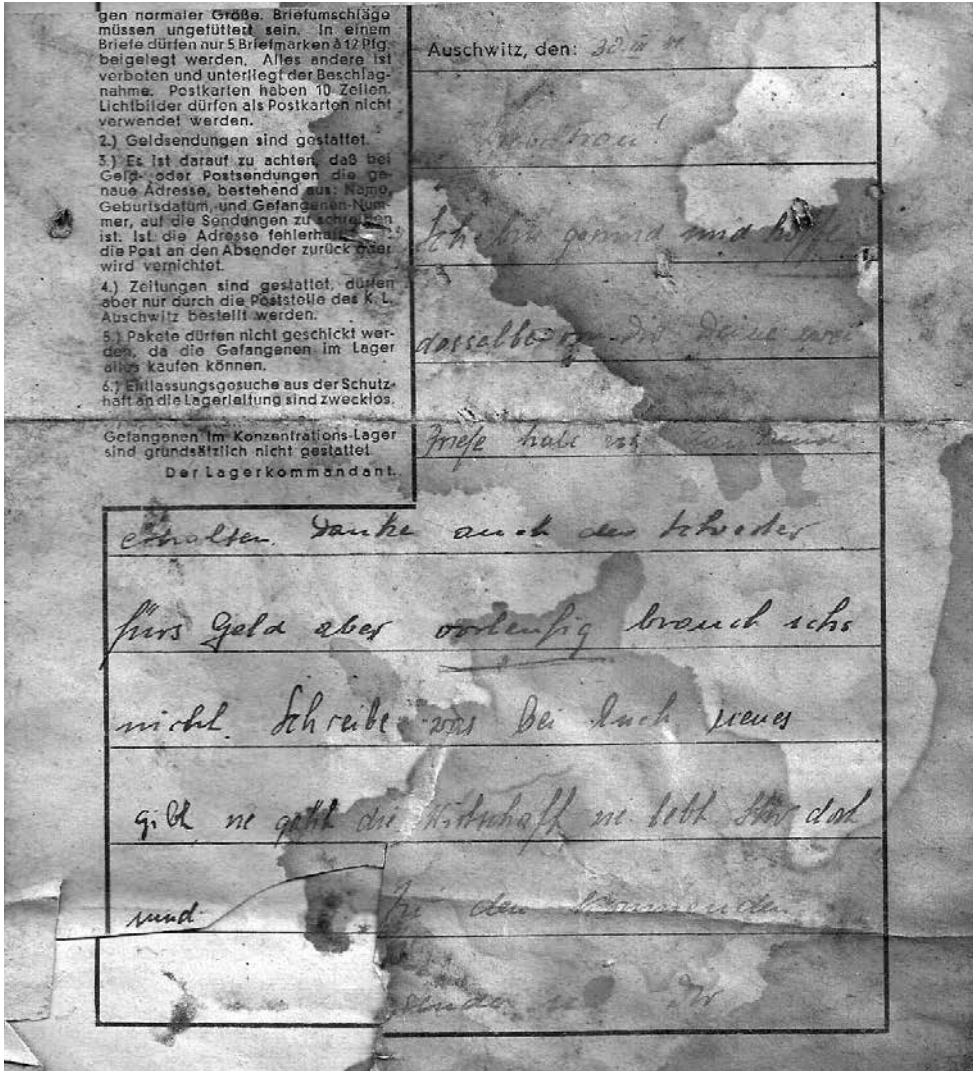 gen normaler Größe. Briefumschläge
müssen ungefüttert sein. In einem
Briefe dürfen nur 5 Briefmarken à 12 Pfg.
beigelegt werden. Alles andere ist
verboten und unterliegt der Beschlag-
nahme. Postkarten haben 10 Zeilen.
Lichtbilder dürfen als Postkarten nicht
verwendet werden.
2.) Geldsendungen sind gestattet.
3.) Es ist darauf zu achten, daß bei
Geld- oder Postsendungen die ge-
naue Adresse, bestehend aus: Name,
Geburtsdatum, und Gefangenen-Num-
mer, auf die Sendungen zu schreiben
ist. Ist die Adresse fehlerhaft,
die Post an den Absender zurück oder
wird vernichtet.
4.) Zeitungen sind gestattet, dürfen
aber nur durch die Poststelle des K. L.
Auschwitz bestellt werden.
5.) Pakete dürfen nicht geschickt wer-
den, da die Gefangenen im Lager
alles kaufen können.
6.) Entlassungsgesuche aus der Schutz-
haft an die Lagerleitung sind zwecklos.
Gefangenen im Konzentrations-Lager
sind grundsätzlich nicht gestattet.
Der Lagerkommandant.
Auschwitz, den:
Ich bin gesund und
dasselbe Deine
Briefe habe
erhalten. Danke auch
fürs Geld aber vorleufig brauch ichs
nicht. Schreibe was bei Euch neues
gibt die Wirtschaft lebt dort
und den kommenden